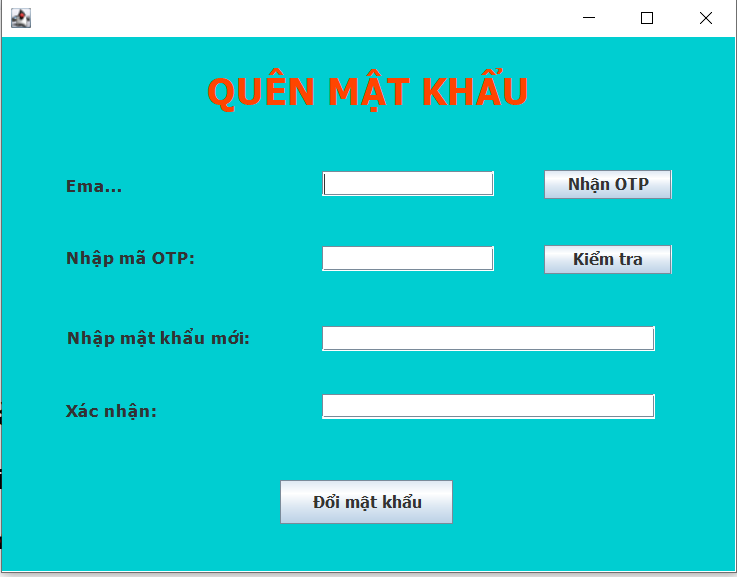 QUÊN MẬT KHẨU
Ema...
Nhận OTP
Nhập mã OTP:
Kiểm tra
Nhập mật khẩu mới:
Xác nhận:
Đổi mật khẩu